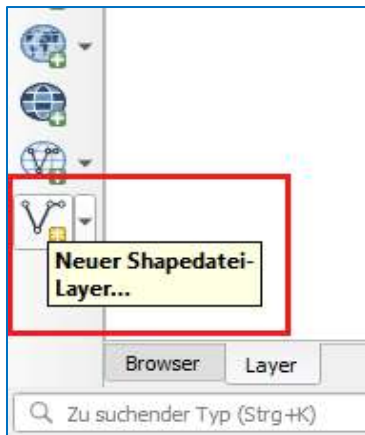 Neuer Shapedatei-
Layer...
Browser Layer
Zu suchender Typ (Strg+K)